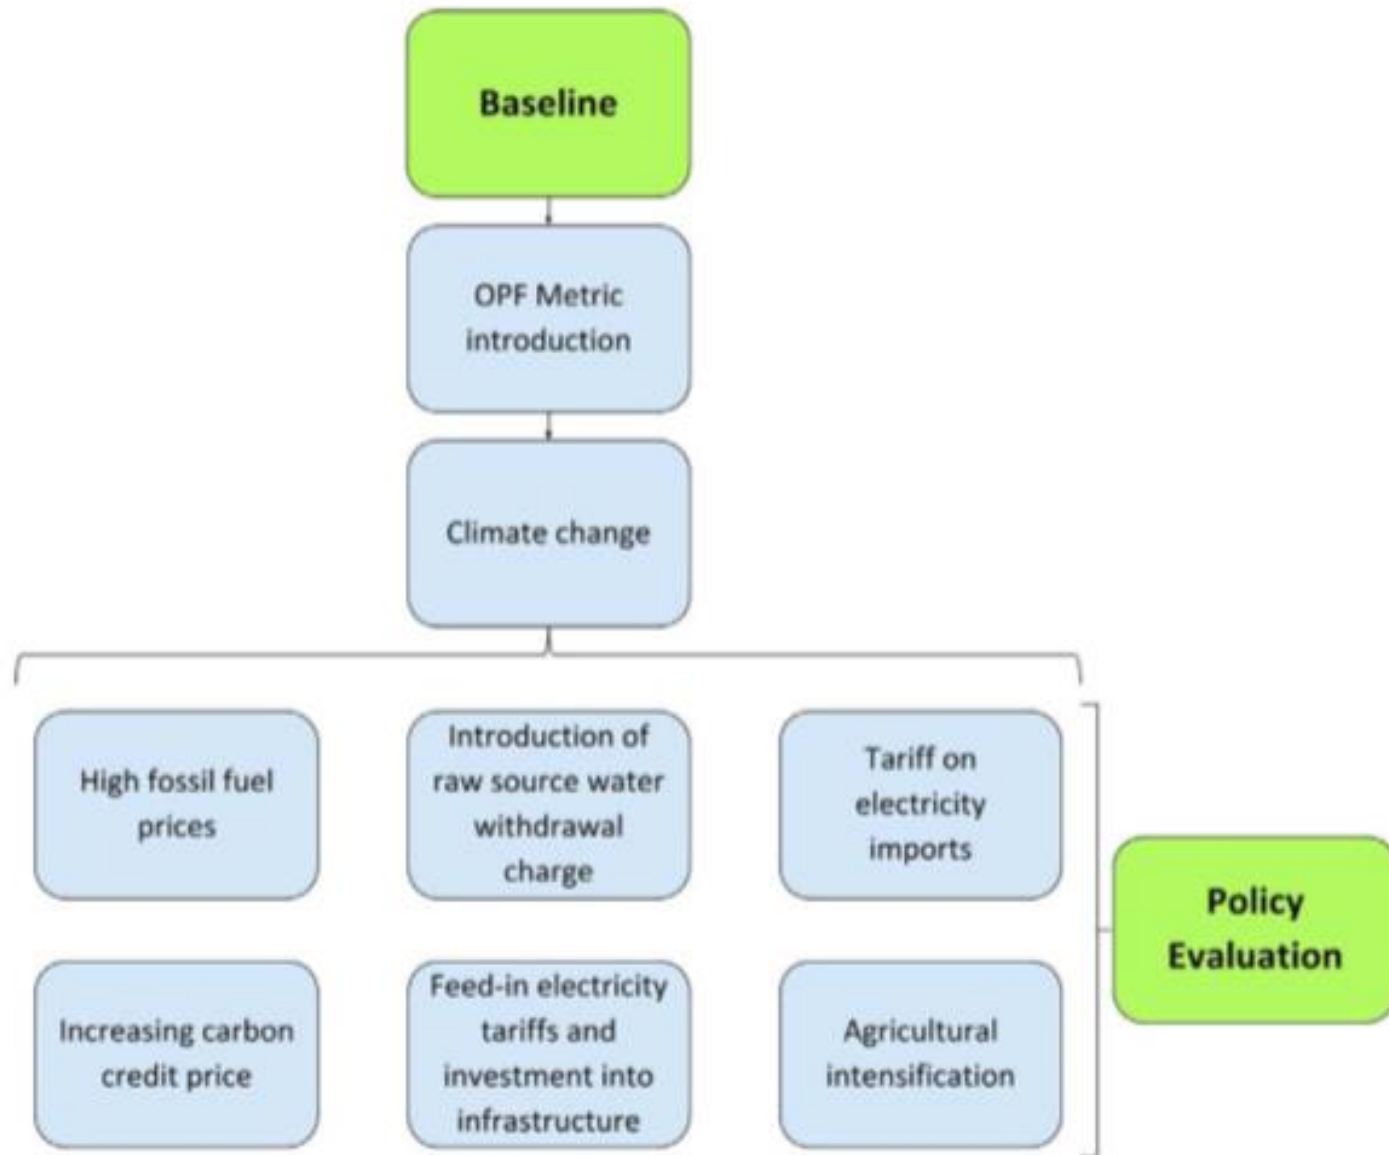 Baseline
OPF Metric
introduction
Climate change
High fossil fuel
prices
Introduction of
raw source water
withdrawal
charge
Tariff on
electricity
imports
Increasing carbon
credit price
Feed-in electricity
tariffs and
investment into
infrastructure
Agricultural
intensification
Policy
Evaluation